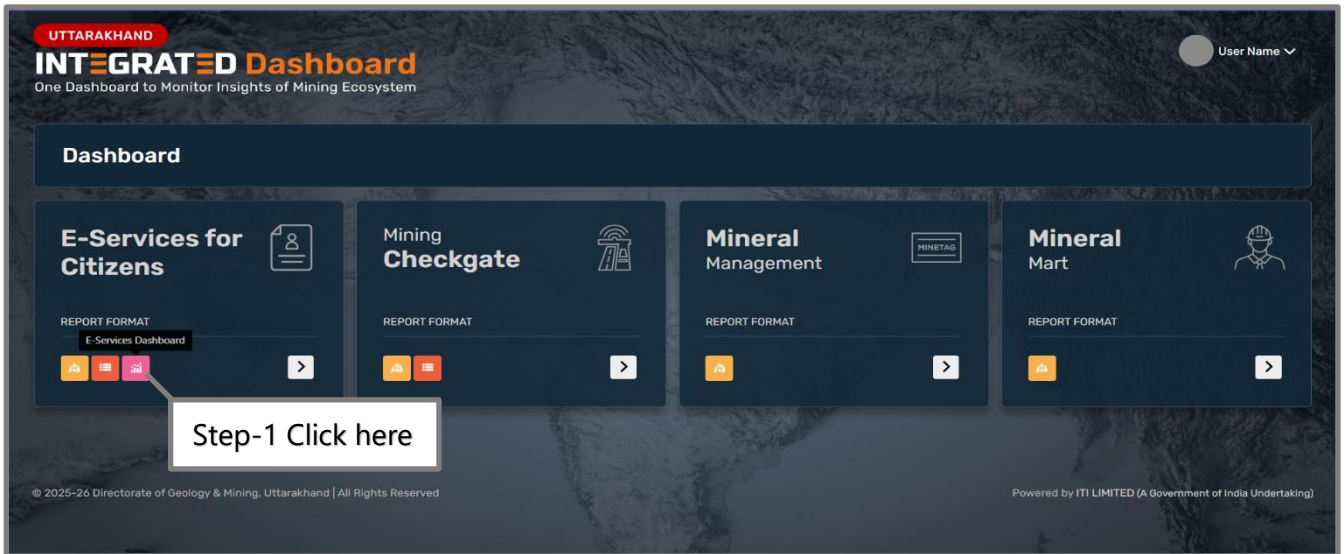 UTTARAKHAND
INTEGRATED Dashboard
One Dashboard to Monitor Insights of Mining Ecosystem
User Name
Dashboard
E-Services for
Citizens
REPORT FORMAT
E-Services Dashboard
Mining
Checkgate
REPORT FORMAT
Mineral
Management
MINETAG
REPORT FORMAT
Mineral
Mart
REPORT FORMAT
Step-1 Click here
© 2025-26 Directorate of Geology & Mining, Uttarakhand | All Rights Reserved
Powered by ITI LIMITED (A Government of India Undertaking)